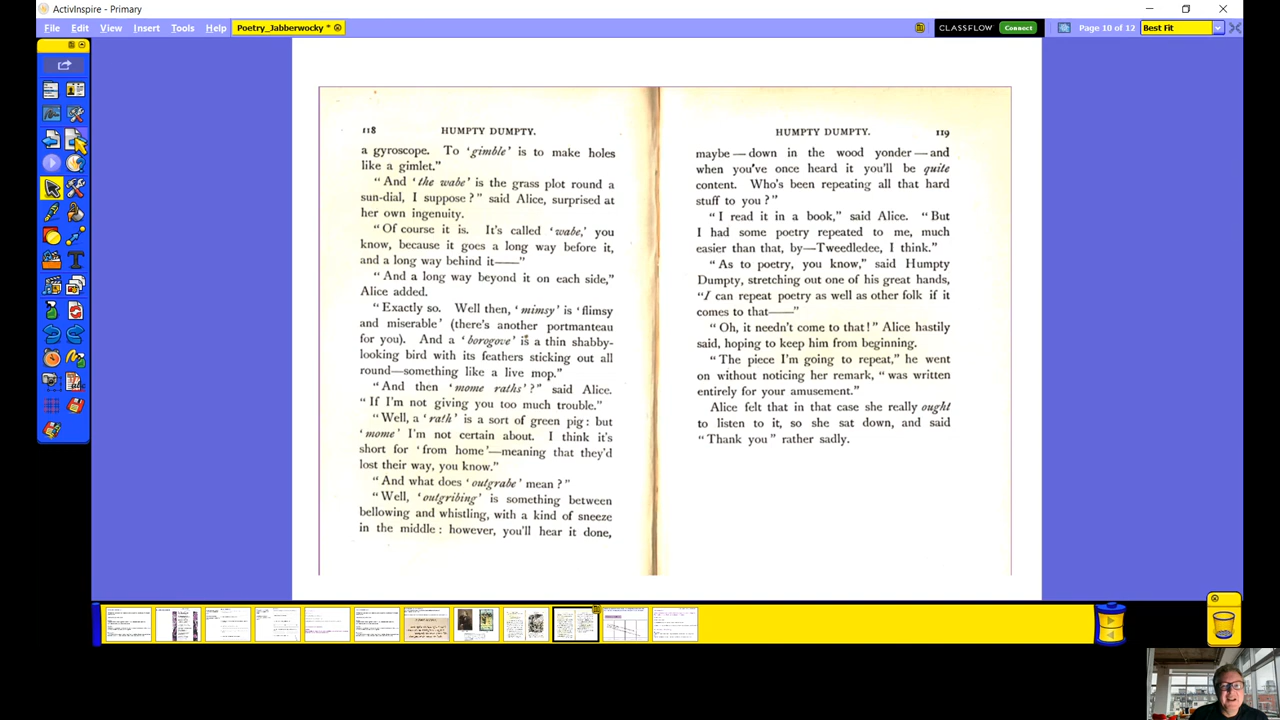 ActivInspire - Primary
File Edit View Insert Tools Help Poetry_Jabberwocky * CLASSFLOW Connect Page 10 of 12 Best Fit
118 HUMPTY DUMPTY.
a gyroscope. To ‘gimble’ is to make holes
like a gimlet.”
“And ‘the wabe’ is the grass plot round a
sun-dial, I suppose?” said Alice, surprised at
her own ingenuity.
“Of course it is. It’s called ‘wabe,’ you
know, because it goes a long way before it,
and a long way behind it——”
“And a long way beyond it on each side,”
Alice added.
“Exactly so. Well then, ‘mimsy’ is ‘flimsy
and miserable’ (there’s another portmanteau
for you). And a ‘borogove’ is a thin shabby-
looking bird with its feathers sticking out all
round—something like a live mop.”
“And then ‘mome raths’?” said Alice.
“If I’m not giving you too much trouble.”
“Well, a ‘rath’ is a sort of green pig: but
‘mome’ I’m not certain about. I think it’s
short for ‘from home’—meaning that they’d
lost their way, you know.”
“And what does ‘outgrabe’ mean?”
“Well, ‘outgribing’ is something between
bellowing and whistling, with a kind of sneeze
in the middle: however, you’ll hear it done,
HUMPTY DUMPTY. 119
maybe—down in the wood yonder—and
when you’ve once heard it you’ll be quite
content. Who’s been repeating all that hard
stuff to you?”
“I read it in a book,” said Alice. “But
I had some poetry repeated to me, much
easier than that, by—Tweedledee, I think.”
“As to poetry, you know,” said Humpty
Dumpty, stretching out one of his great hands,
“I can repeat poetry as well as other folk if it
comes to that——”
“Oh, it needn’t come to that!” Alice hastily
said, hoping to keep him from beginning.
“The piece I’m going to repeat,” he went
on without noticing her remark, “was written
entirely for your amusement.”
Alice felt that in that case she really ought
to listen to it, so she sat down, and said
“Thank you” rather sadly.